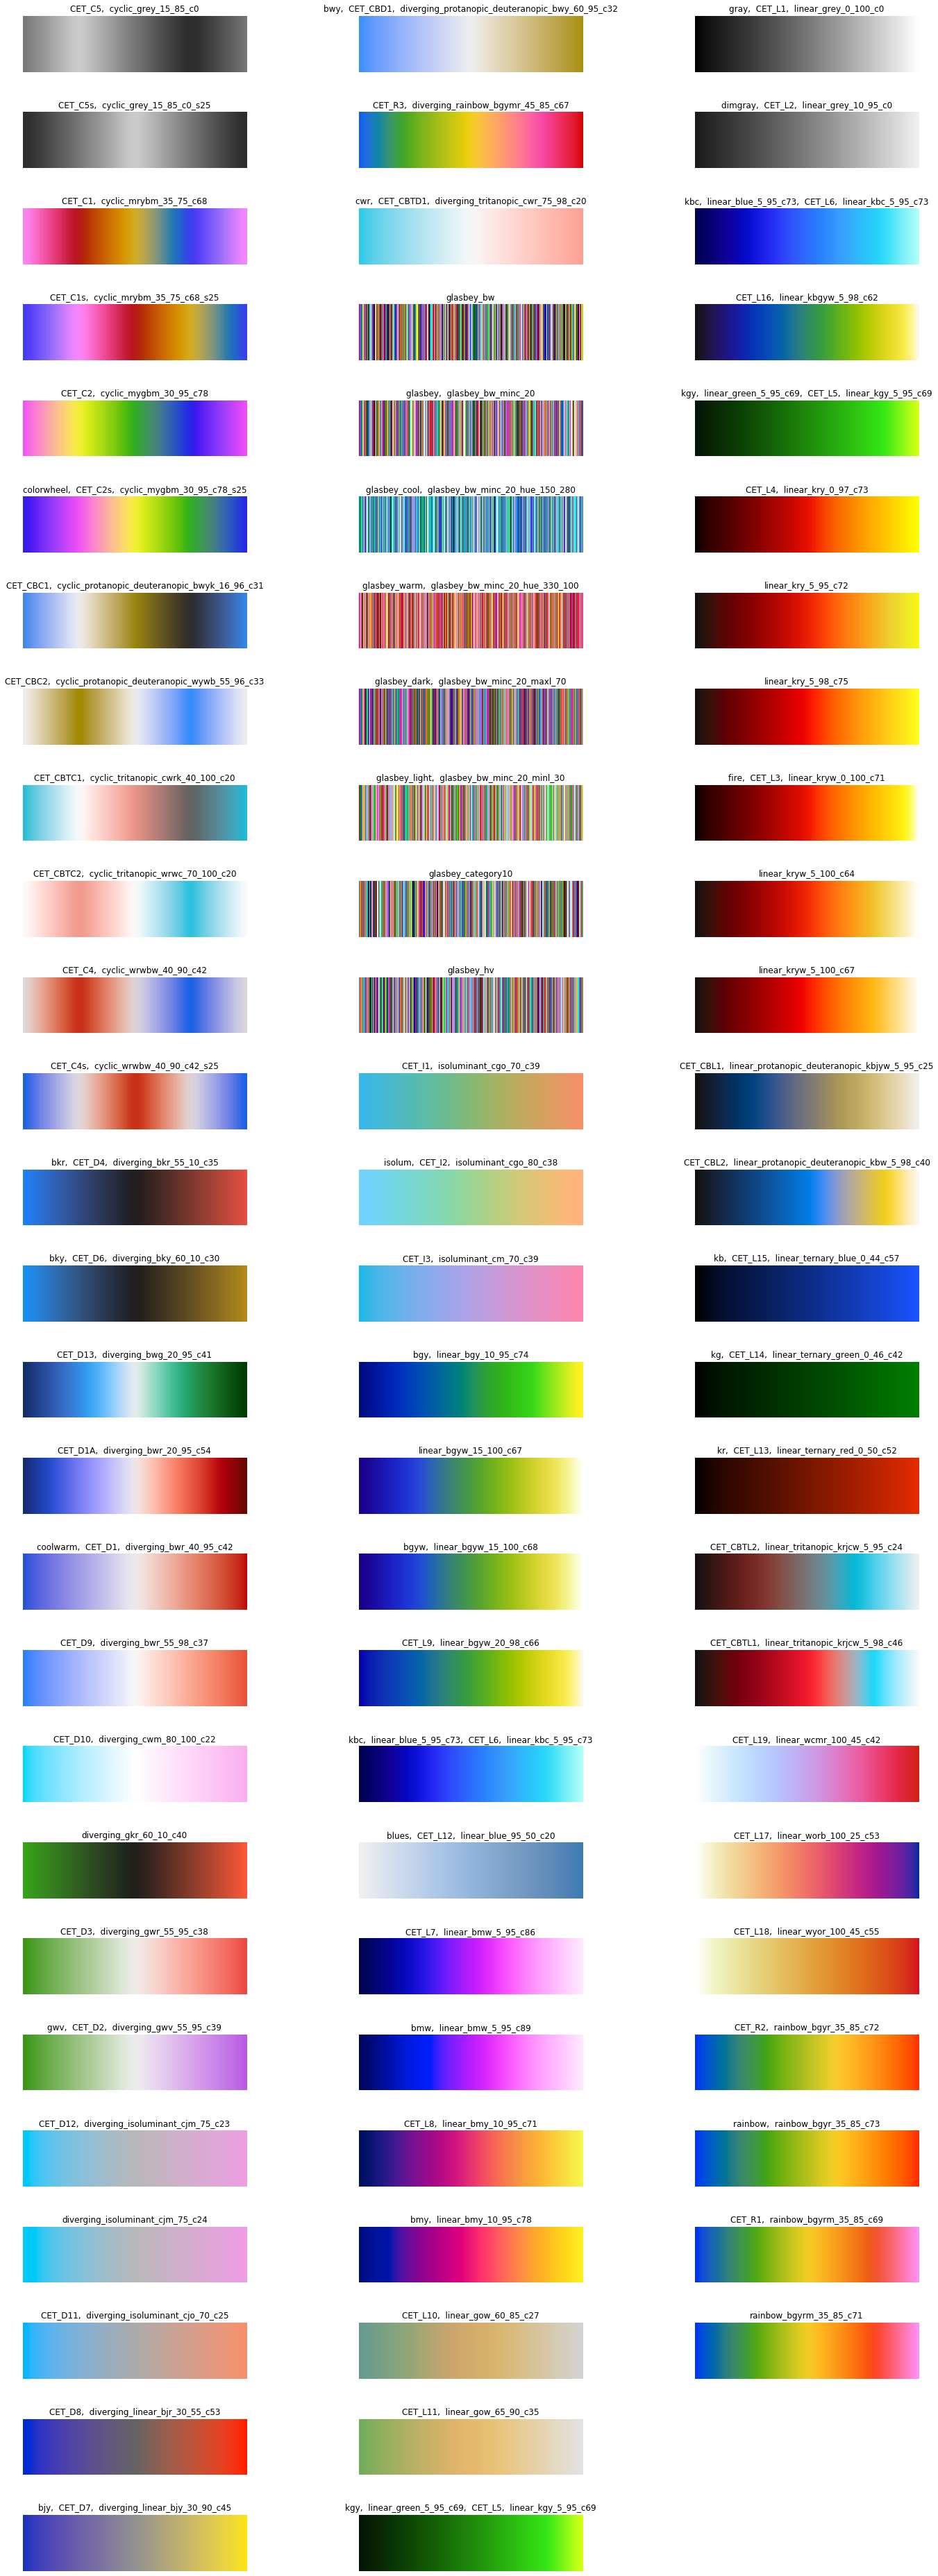 CET_C5,  cyclic_grey_15_85_c0
CET_C5s,  cyclic_grey_15_85_c0_s25
CET_C1,  cyclic_mrybm_35_75_c68
CET_C1s,  cyclic_mrybm_35_75_c68_s25
CET_C2,  cyclic_mygbm_30_95_c78
colorwheel,  CET_C2s,  cyclic_mygbm_30_95_c78_s25
CET_CBC1,  cyclic_protanopic_deuteranopic_bwyk_16_96_c31
CET_CBC2,  cyclic_protanopic_deuteranopic_wywb_55_96_c33
CET_CBTC1,  cyclic_tritanopic_cwrk_40_100_c20
CET_CBTC2,  cyclic_tritanopic_wrwc_70_100_c20
CET_C4,  cyclic_wrwbw_40_90_c42
CET_C4s,  cyclic_wrwbw_40_90_c42_s25
bkr,  CET_D4,  diverging_bkr_55_10_c35
bky,  CET_D6,  diverging_bky_60_10_c30
CET_D13,  diverging_bwg_20_95_c41
CET_D1A,  diverging_bwr_20_95_c54
coolwarm,  CET_D1,  diverging_bwr_40_95_c42
CET_D9,  diverging_bwr_55_98_c37
CET_D10,  diverging_cwm_80_100_c22
diverging_gkr_60_10_c40
CET_D3,  diverging_gwr_55_95_c38
gwv,  CET_D2,  diverging_gwv_55_95_c39
CET_D12,  diverging_isoluminant_cjm_75_c23
diverging_isoluminant_cjm_75_c24
CET_D11,  diverging_isoluminant_cjo_70_c25
CET_D8,  diverging_linear_bjr_30_55_c53
bjy,  CET_D7,  diverging_linear_bjy_30_90_c45
bwy,  CET_CBD1,  diverging_protanopic_deuteranopic_bwy_60_95_c32
CET_R3,  diverging_rainbow_bgymr_45_85_c67
cwr,  CET_CBTD1,  diverging_tritanopic_cwr_75_98_c20
glasbey_bw
glasbey,  glasbey_bw_minc_20
glasbey_cool,  glasbey_bw_minc_20_hue_150_280
glasbey_warm,  glasbey_bw_minc_20_hue_330_100
glasbey_dark,  glasbey_bw_minc_20_maxl_70
glasbey_light,  glasbey_bw_minc_20_minl_30
glasbey_category10
glasbey_hv
CET_I1,  isoluminant_cgo_70_c39
isolum,  CET_I2,  isoluminant_cgo_80_c38
CET_I3,  isoluminant_cm_70_c39
bgy,  linear_bgy_10_95_c74
linear_bgyw_15_100_c67
bgyw,  linear_bgyw_15_100_c68
CET_L9,  linear_bgyw_20_98_c66
kbc,  linear_blue_5_95_c73,  CET_L6,  linear_kbc_5_95_c73
blues,  CET_L12,  linear_blue_95_50_c20
CET_L7,  linear_bmw_5_95_c86
bmw,  linear_bmw_5_95_c89
CET_L8,  linear_bmy_10_95_c71
bmy,  linear_bmy_10_95_c78
CET_L10,  linear_gow_60_85_c27
CET_L11,  linear_gow_65_90_c35
kgy,  linear_green_5_95_c69,  CET_L5,  linear_kgy_5_95_c69
gray,  CET_L1,  linear_grey_0_100_c0
dimgray,  CET_L2,  linear_grey_10_95_c0
kbc,  linear_blue_5_95_c73,  CET_L6,  linear_kbc_5_95_c73
CET_L16,  linear_kbgyw_5_98_c62
kgy,  linear_green_5_95_c69,  CET_L5,  linear_kgy_5_95_c69
CET_L4,  linear_kry_0_97_c73
linear_kry_5_95_c72
linear_kry_5_98_c75
fire,  CET_L3,  linear_kryw_0_100_c71
linear_kryw_5_100_c64
linear_kryw_5_100_c67
CET_CBL1,  linear_protanopic_deuteranopic_kbjyw_5_95_c25
CET_CBL2,  linear_protanopic_deuteranopic_kbw_5_98_c40
kb,  CET_L15,  linear_ternary_blue_0_44_c57
kg,  CET_L14,  linear_ternary_green_0_46_c42
kr,  CET_L13,  linear_ternary_red_0_50_c52
CET_CBTL2,  linear_tritanopic_krjcw_5_95_c24
CET_CBTL1,  linear_tritanopic_krjcw_5_98_c46
CET_L19,  linear_wcmr_100_45_c42
CET_L17,  linear_worb_100_25_c53
CET_L18,  linear_wyor_100_45_c55
CET_R2,  rainbow_bgyr_35_85_c72
rainbow,  rainbow_bgyr_35_85_c73
CET_R1,  rainbow_bgyrm_35_85_c69
rainbow_bgyrm_35_85_c71